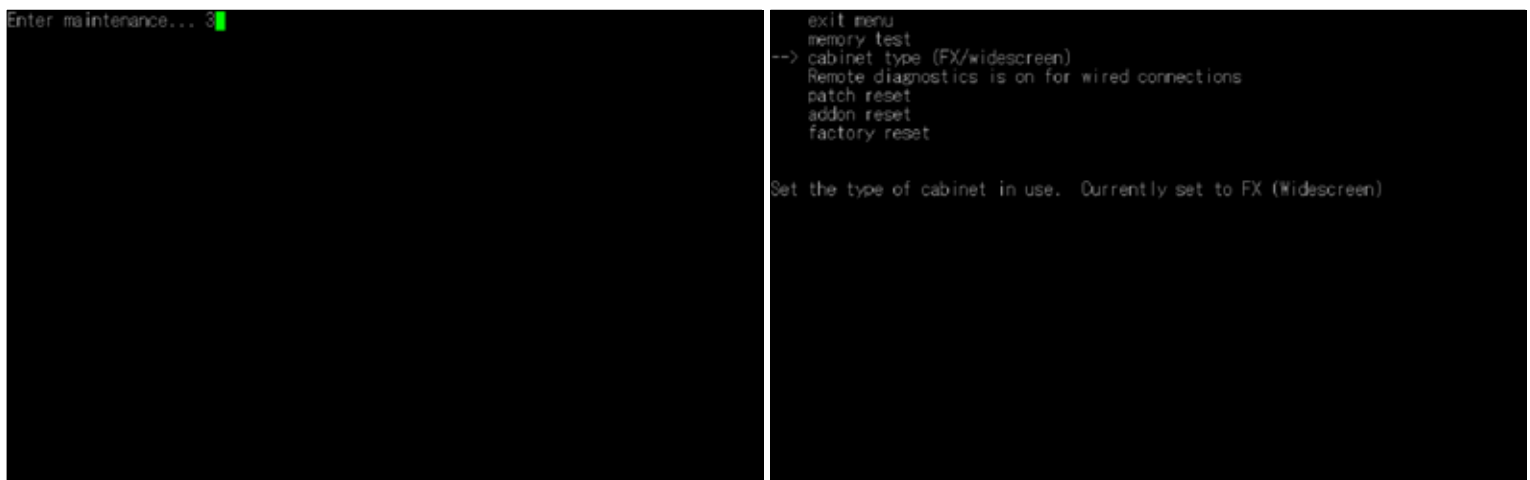 Enter maintenance... 3
exit menu
memory test
--> cabinet type (FX/widescreen)
Remote diagnostics is on for wired connections
patch reset
addon reset
factory reset
Set the type of cabinet in use.  Currently set to FX (Widescreen)